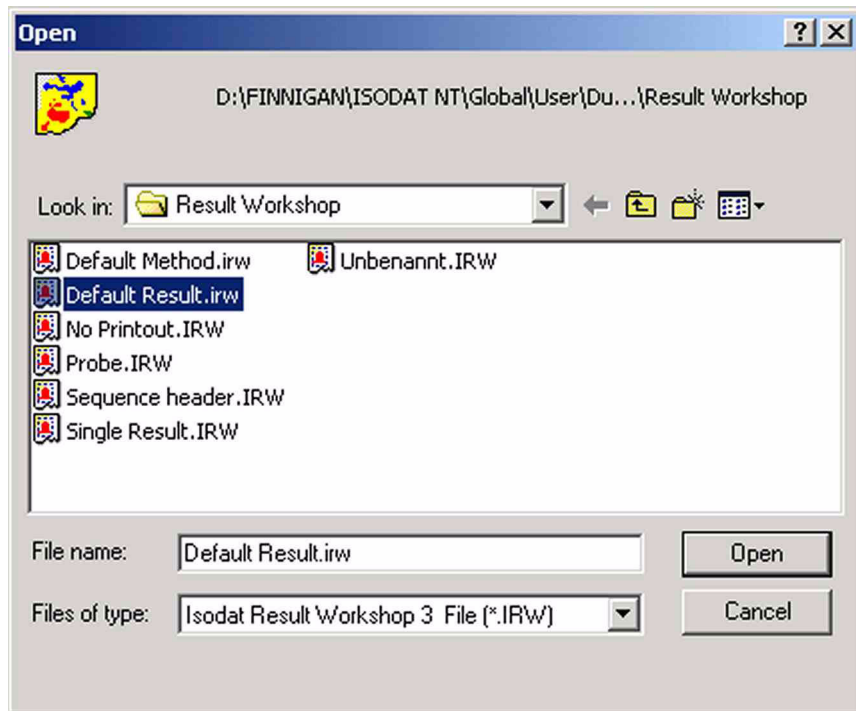 Open
D:\FINNIGAN\ISODAT NT\Global\User\Du...\Result Workshop
Look in: Result Workshop
Default Method.irw
Default Result.irw
No Printout.IRW
Probe.IRW
Sequence header.IRW
Single Result.IRW
Unbenannt.IRW
File name: Default Result.irw Open
Files of type: Isodat Result Workshop 3 File (*.IRW) Cancel